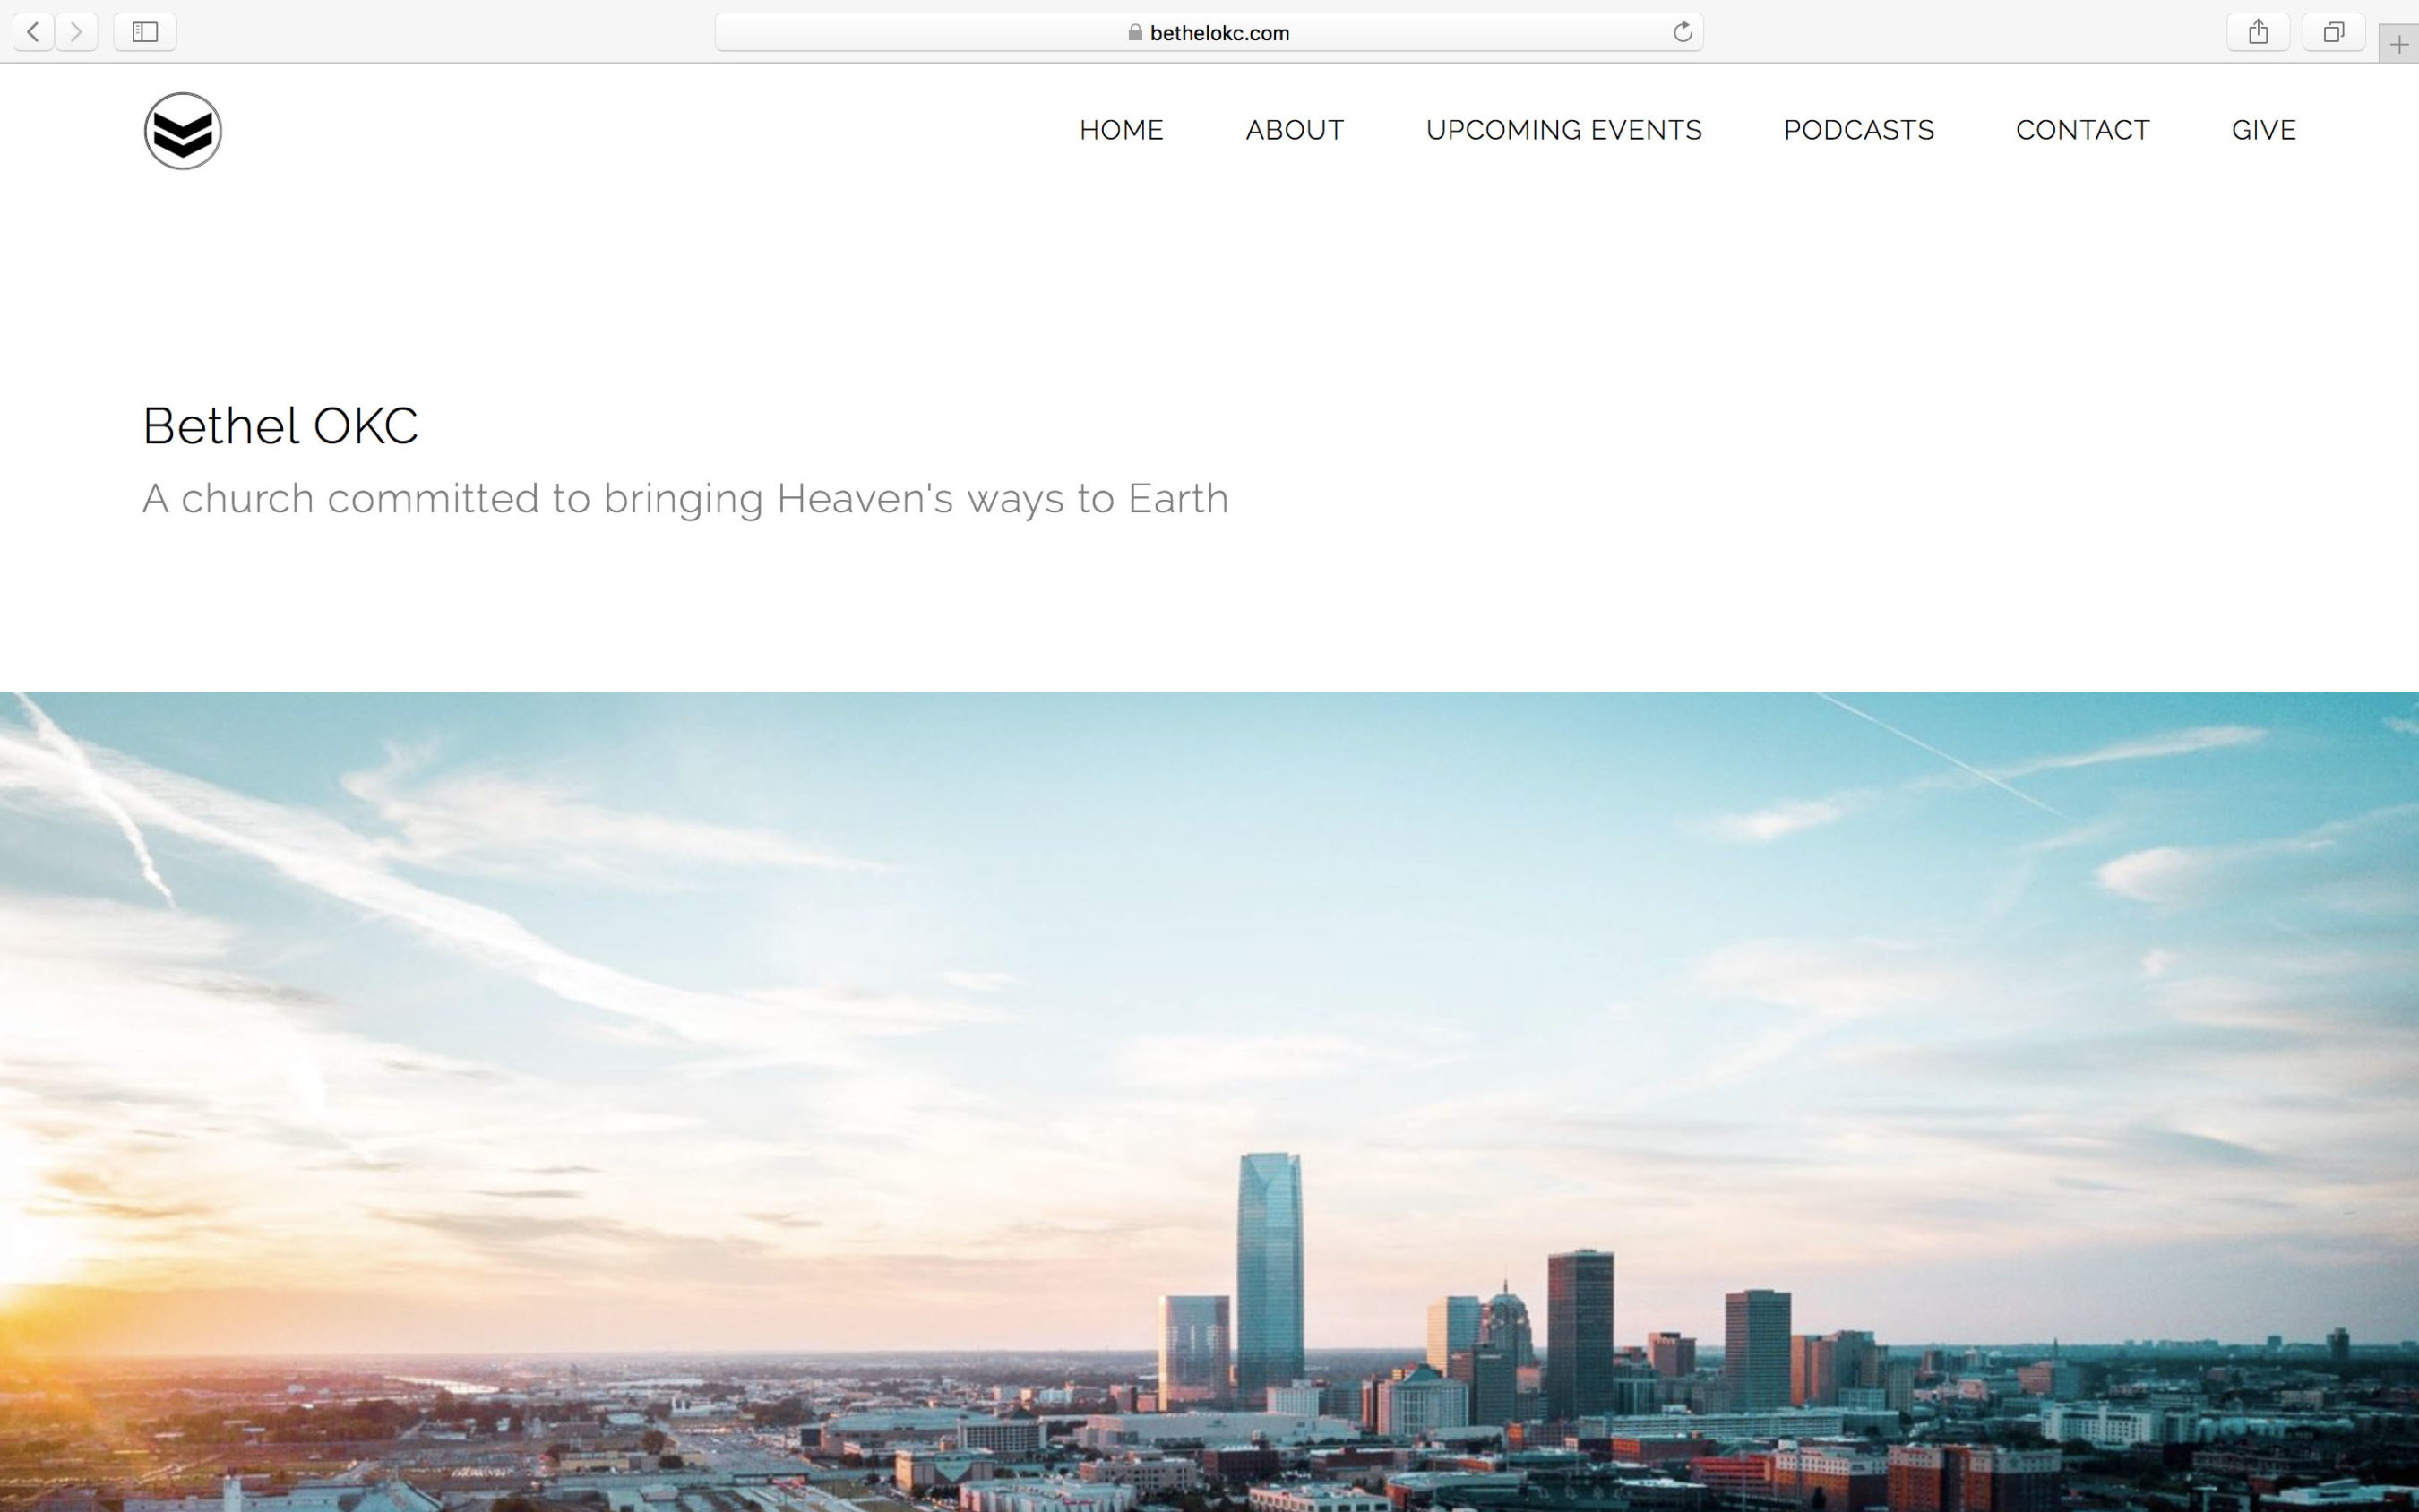 bethelokc.com
HOME ABOUT UPCOMING EVENTS PODCASTS CONTACT GIVE
Bethel OKC
A church committed to bringing Heaven's ways to Earth